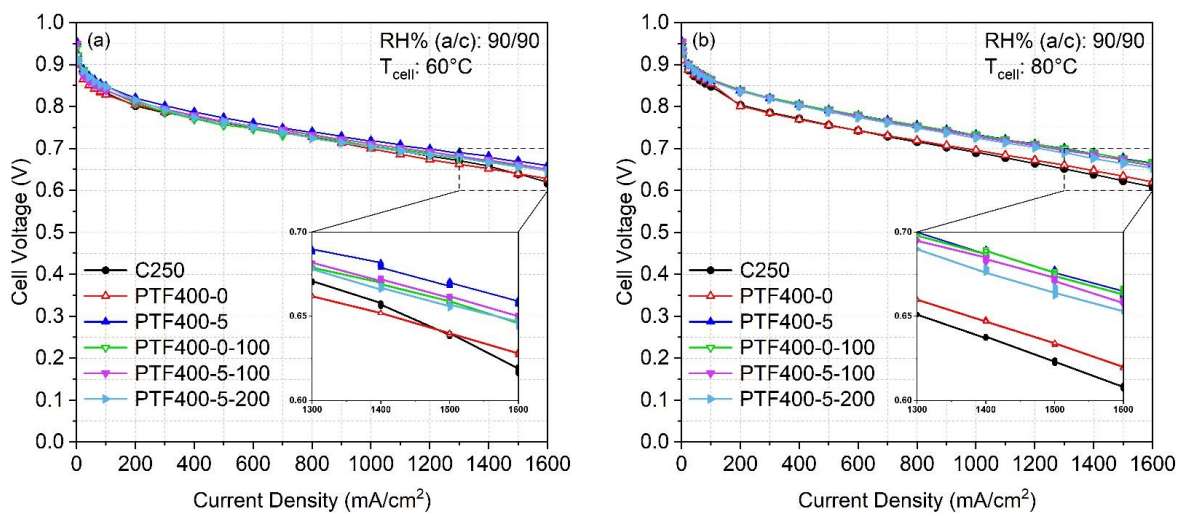 (a)
RH% (a/c): 90/90
T_cell: 60°C
Cell Voltage (V)
1.0
0.9
0.8
0.7
0.6
0.5
0.4
0.3
0.2
0.1
0.0
C250
PTF400-0
PTF400-5
PTF400-0-100
PTF400-5-100
PTF400-5-200
0.70
0.65
0.60
1300
1400
1500
1600
0 200 400 600 800 1000 1200 1400 1600
Current Density (mA/cm²)
(b)
RH% (a/c): 90/90
T_cell: 80°C
Cell Voltage (V)
1.0
0.9
0.8
0.7
0.6
0.5
0.4
0.3
0.2
0.1
0.0
C250
PTF400-0
PTF400-5
PTF400-0-100
PTF400-5-100
PTF400-5-200
0.70
0.65
0.60
1300
1400
1500
1600
0 200 400 600 800 1000 1200 1400 1600
Current Density (mA/cm²)